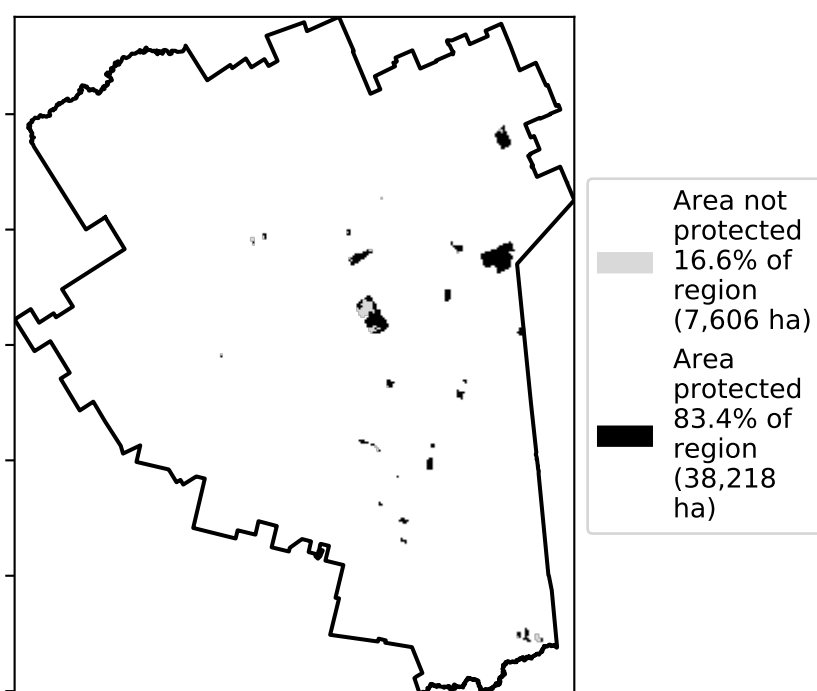 Area not
protected
16.6% of
region
(7,606 ha)
Area
protected
83.4% of
region
(38,218
ha)